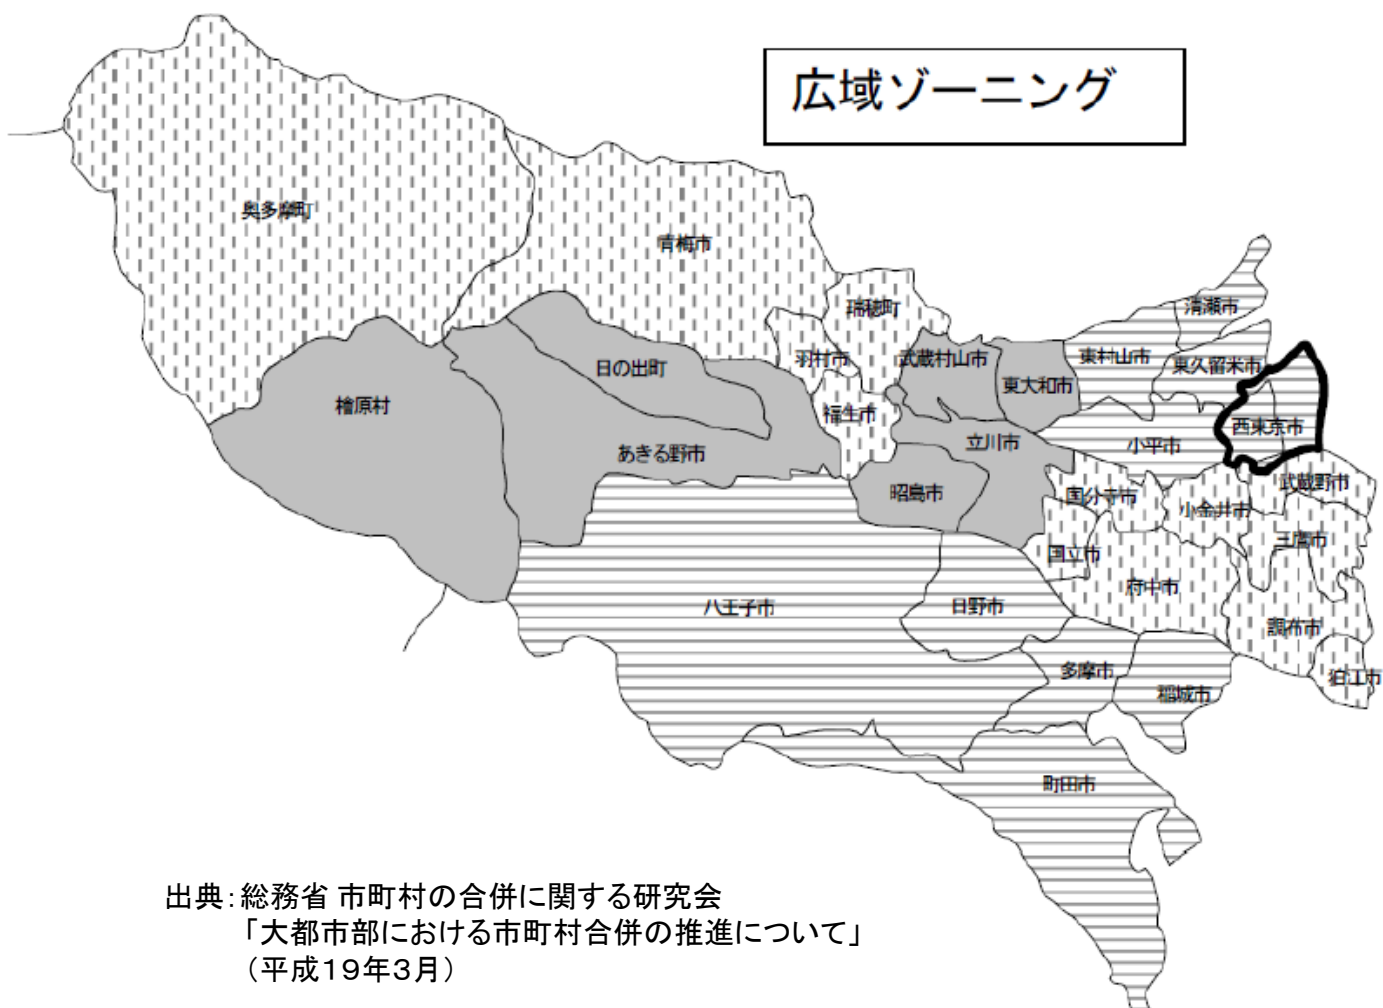 広域ゾーニング
奥多摩町
青梅市
瑞穂町
清瀬市
羽村市
武蔵村山市
東村山市
東久留米市
日の出町
東大和市
檜原村
福生市
西東京市
立川市
小平市
あきる野市
昭島市
国分寺市
武蔵野市
小金井市
三鷹市
国立市
府中市
八王子市
日野市
調布市
多摩市
狛江市
稲城市
町田市
出典：総務省 市町村の合併に関する研究会
「大都市部における市町村合併の推進について」
（平成１９年３月）